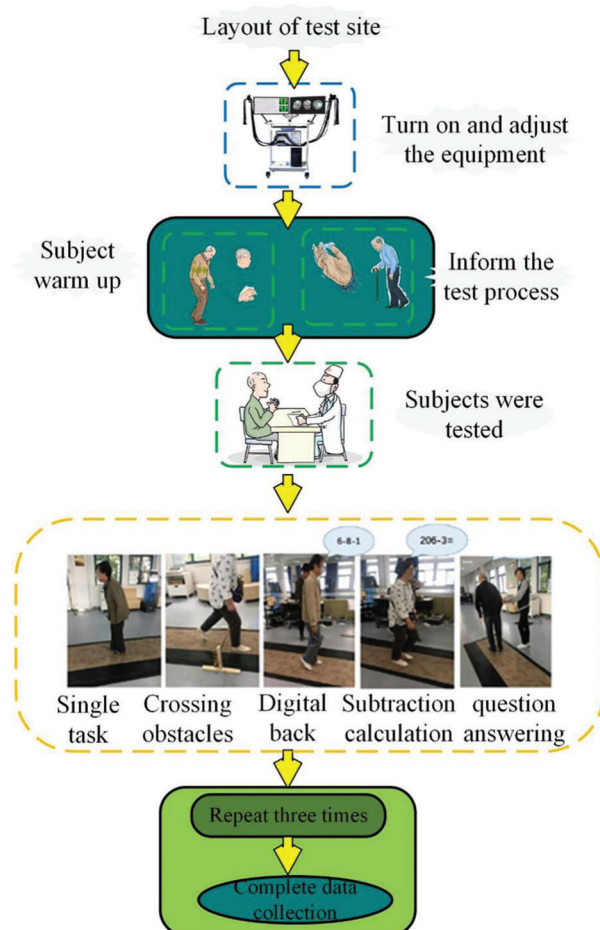 Layout of test site
Turn on and adjust
the equipment
Subject
warm up
Inform the
test process
Subjects were
tested
6-8-1
206-3=
Single
task
Crossing
obstacles
Digital
back
Subtraction
calculation
question
answering
Repeat three times
Complete data
collection